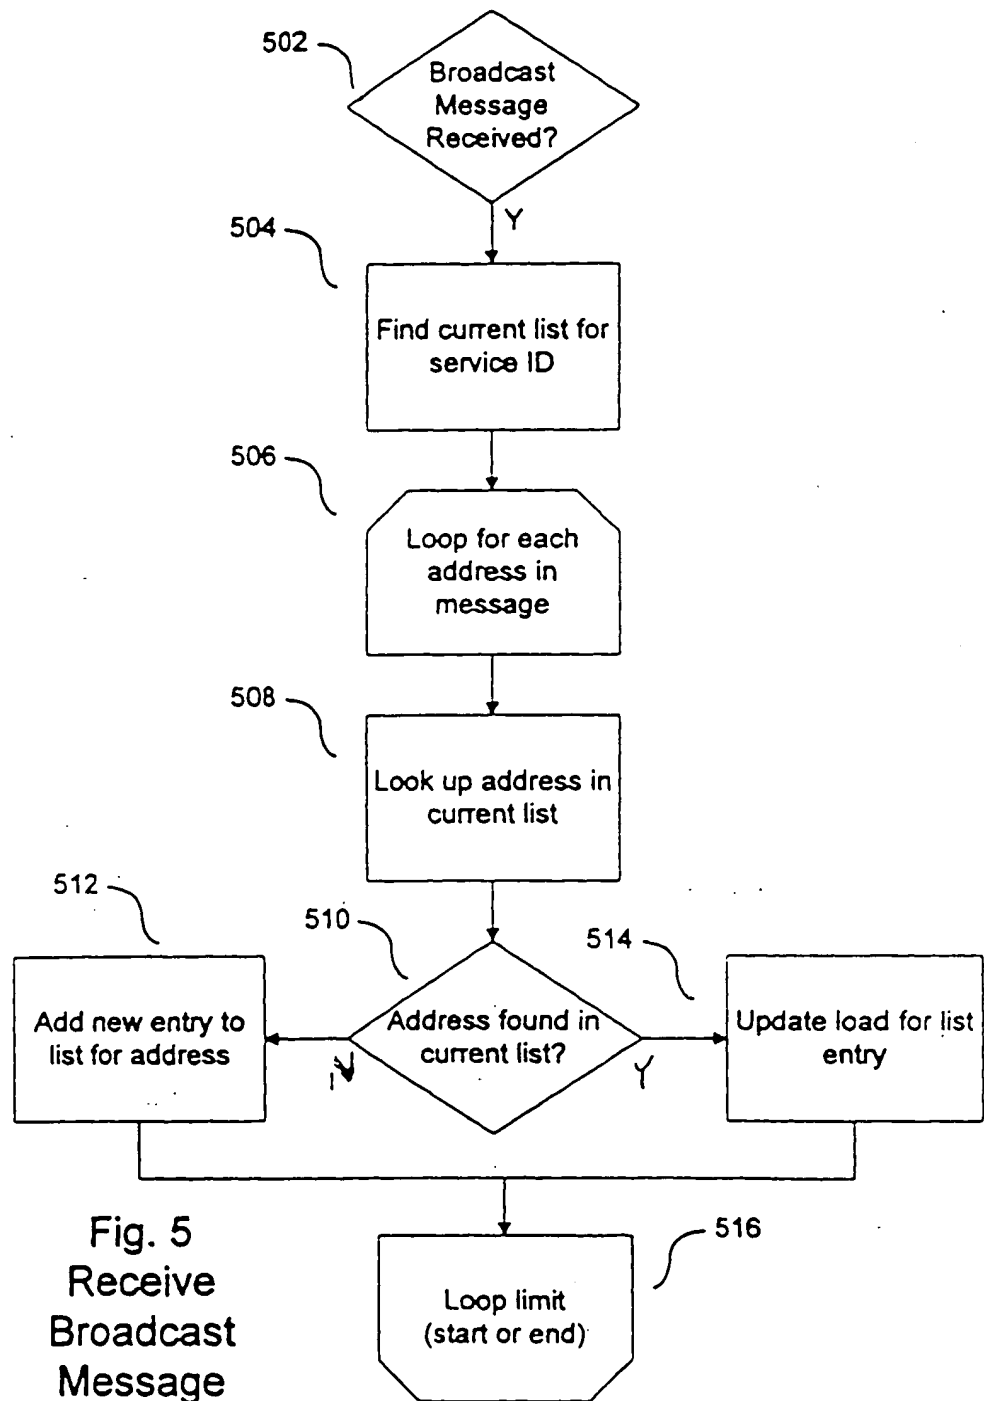 502
Broadcast
Message
Received?
Y
504
Find current list for
service ID
506
Loop for each
address in
message
508
Look up address in
current list
512
510
514
Add new entry to
list for address
Address found in
current list?
Update load for list
entry
N
Y
516
Loop limit
(start or end)
Fig. 5
Receive
Broadcast
Message